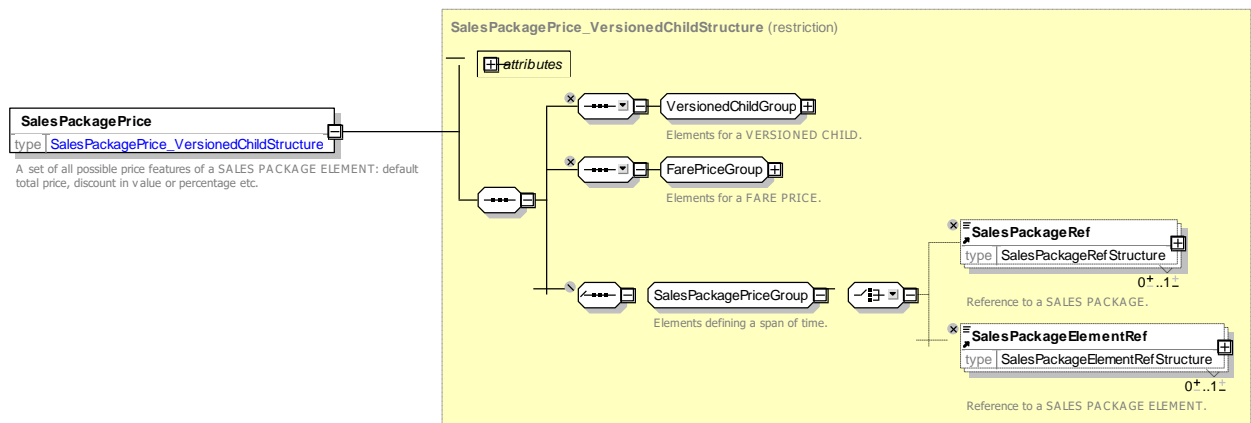 SalesPackagePrice_VersionedChildStructure (restriction)
attributes
VersionedChildGroup
Elements for a VERSIONED CHILD.
SalesPackagePrice
type SalesPackagePrice_VersionedChildStructure
A set of all possible price features of a SALES PACKAGE ELEMENT: default
total price, discount in value or percentage etc.
FarePriceGroup
Elements for a FARE PRICE.
SalesPackageRef
type SalesPackageRefStructure
0..1
Reference to a SALES PACKAGE.
SalesPackagePriceGroup
Elements defining a span of time.
SalesPackageElementRef
type SalesPackageElementRefStructure
0..1
Reference to a SALES PACKAGE ELEMENT.